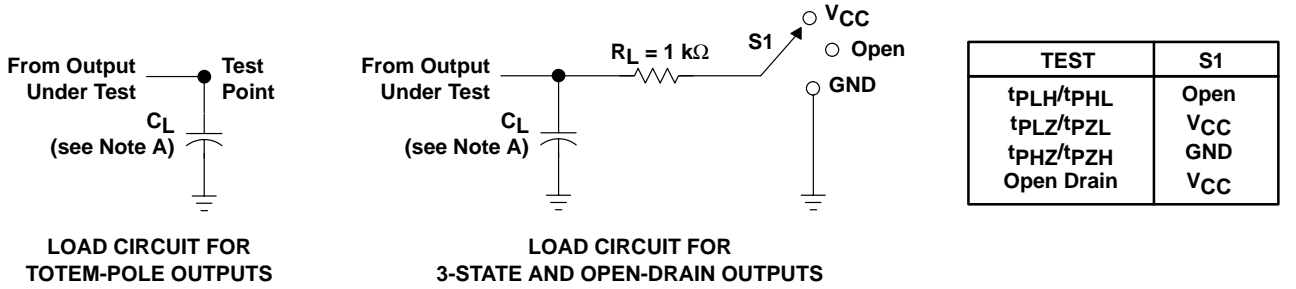 From Output
Under Test
Test
Point
CL
(see Note A)
LOAD CIRCUIT FOR
TOTEM-POLE OUTPUTS
From Output
Under Test
RL = 1 kΩ
S1
VCC
Open
GND
CL
(see Note A)
LOAD CIRCUIT FOR
3-STATE AND OPEN-DRAIN OUTPUTS
TEST S1
tPLH/tPHL Open
tPLZ/tPZL VCC
tPHZ/tPZH GND
Open Drain VCC